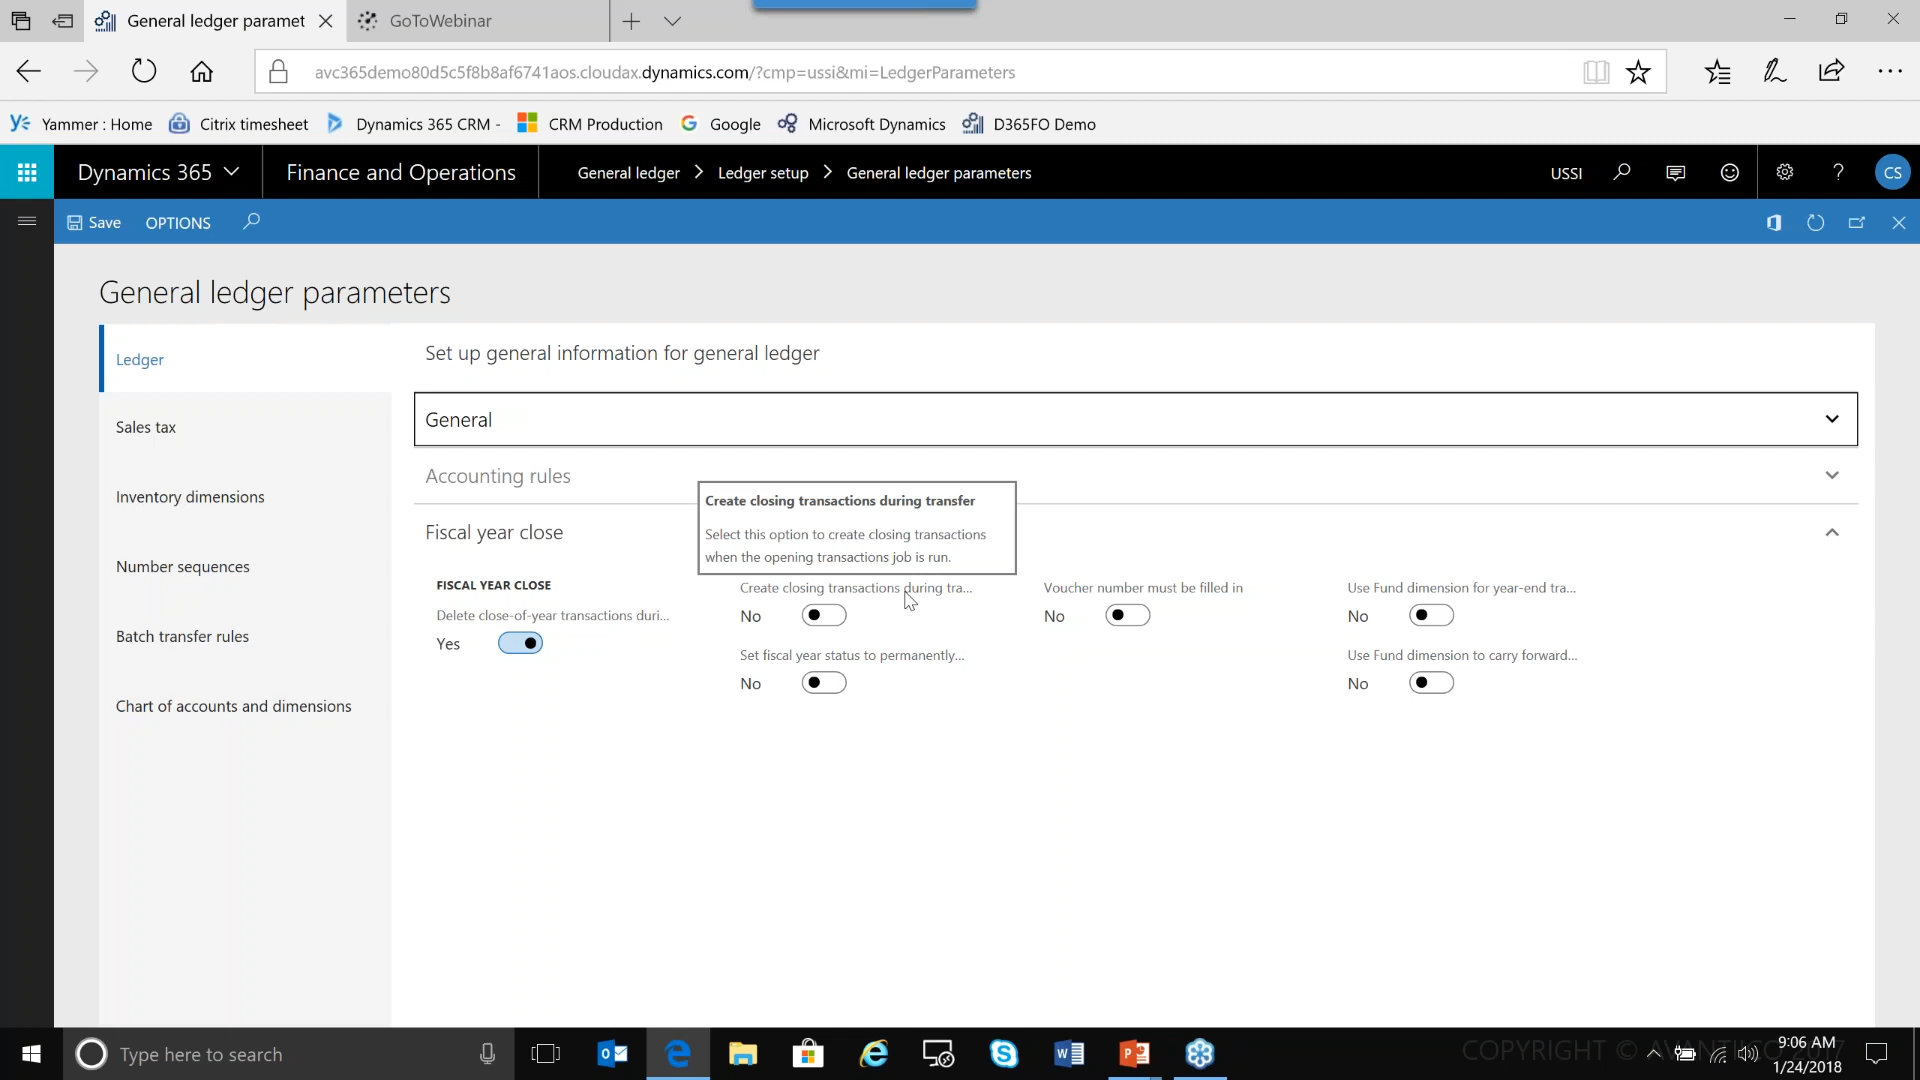 General ledger paramet
GoToWebinar
avc365demo80d5c5f8b8af6741aos.cloudax.dynamics.com/?cmp=ussi&mi=LedgerParameters
Yammer : Home
Citrix timesheet
Dynamics 365 CRM -
CRM Production
Google
Microsoft Dynamics
D365FO Demo
Dynamics 365
Finance and Operations
General ledger > Ledger setup > General ledger parameters
USSI
?
CS
Save
OPTIONS
General ledger parameters
Ledger
Sales tax
Inventory dimensions
Number sequences
Batch transfer rules
Chart of accounts and dimensions
Set up general information for general ledger
General
Accounting rules
Create closing transactions during transfer
Select this option to create closing transactions
when the opening transactions job is run.
Fiscal year close
FISCAL YEAR CLOSE
Delete close-of-year transactions duri...
Yes
Create closing transactions during tra...
No
Set fiscal year status to permanently...
No
Voucher number must be filled in
No
Use Fund dimension for year-end tra...
No
Use Fund dimension to carry forward...
No
Type here to search
COPYRIGHT ©
9:06 AM
1/24/2018